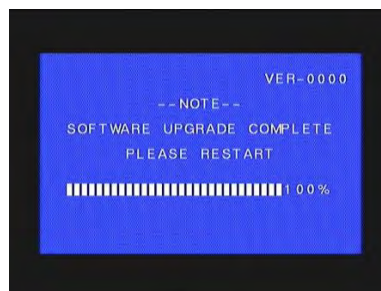 VER-0000
--NOTE--
SOFTWARE UPGRADE COMPLETE
PLEASE RESTART
100%